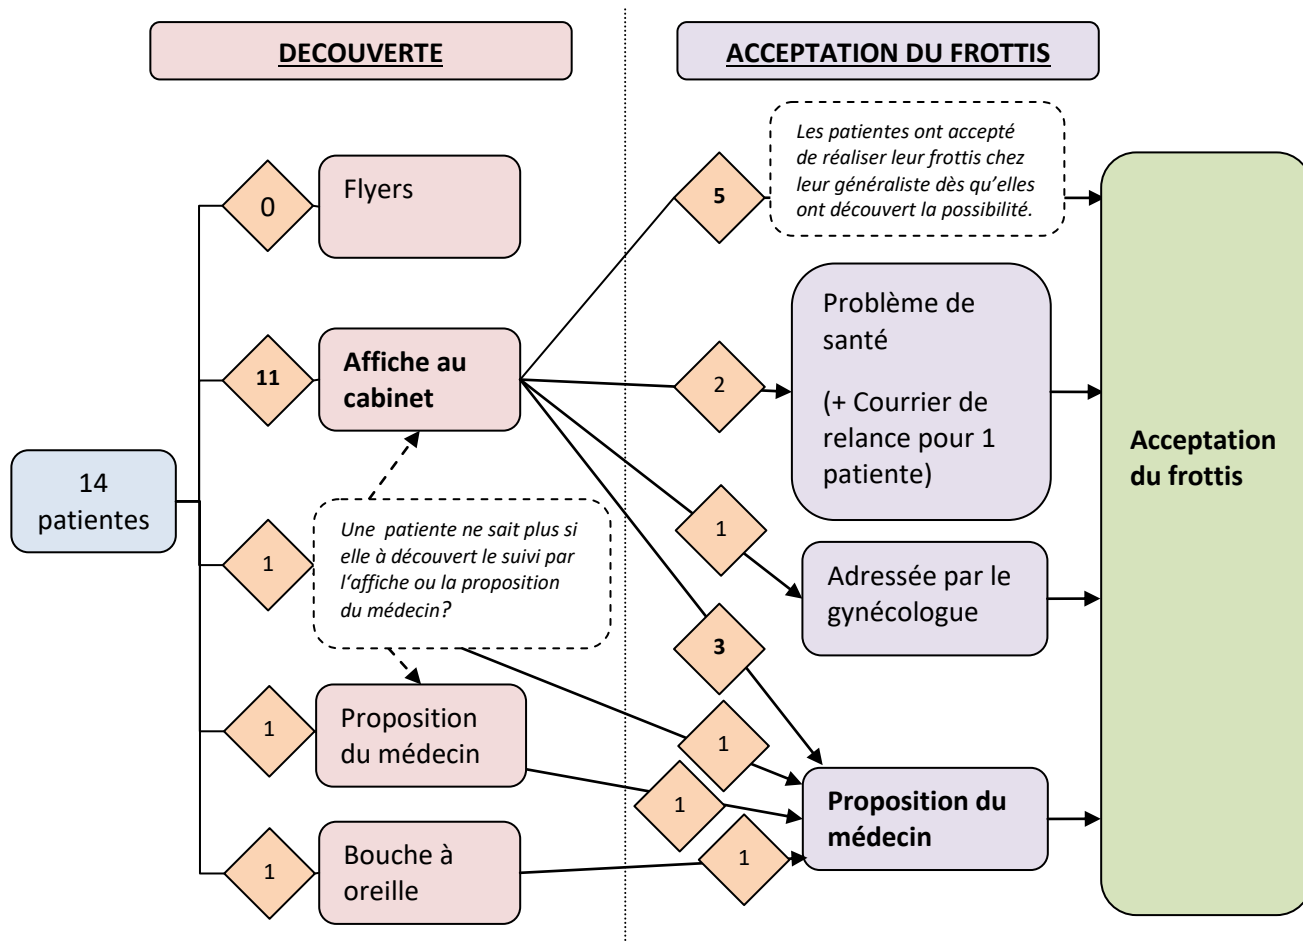 DECOUVERTE
ACCEPTATION DU FROTTIS
Les patientes ont accepté
de réaliser leur frottis chez
leur généraliste dès qu’elles
ont découvert la possibilité.
0
Flyers
5
11
Affiche au
cabinet
2
Problème de
santé
(+ Courrier de
relance pour 1
patiente)
Acceptation
du frottis
14
patientes
1
Une patiente ne sait plus si
elle à découvert le suivi par
l’affiche ou la proposition
du médecin?
1
Adressée par le
gynécologue
3
1
Proposition
du médecin
1
1
Proposition du
médecin
1
Bouche à
oreille
1